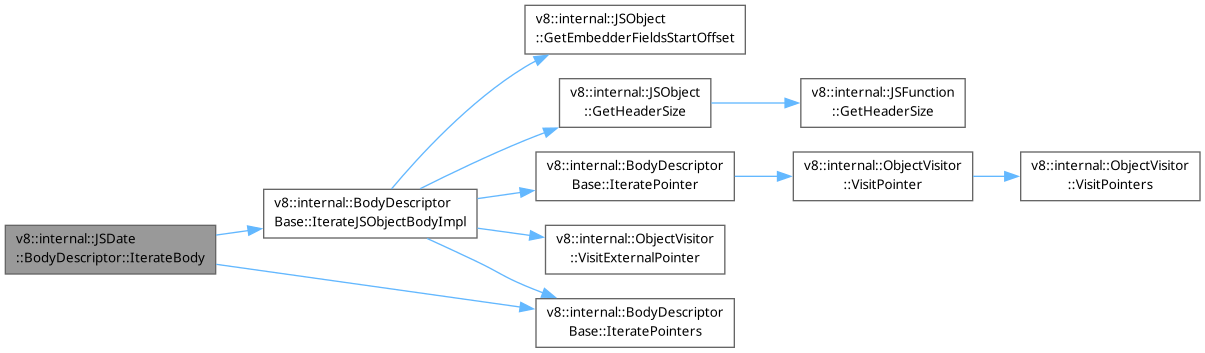 v8::internal::JSObject
::GetEmbedderFieldsStartOffset
v8::internal::JSObject
::GetHeaderSize
v8::internal::JSFunction
::GetHeaderSize
v8::internal::BodyDescriptor
Base::IteratePointer
v8::internal::ObjectVisitor
::VisitPointer
v8::internal::ObjectVisitor
::VisitPointers
v8::internal::BodyDescriptor
Base::IterateJSObjectBodyImpl
v8::internal::JSDate
::BodyDescriptor::IterateBody
v8::internal::ObjectVisitor
::VisitExternalPointer
v8::internal::BodyDescriptor
Base::IteratePointers